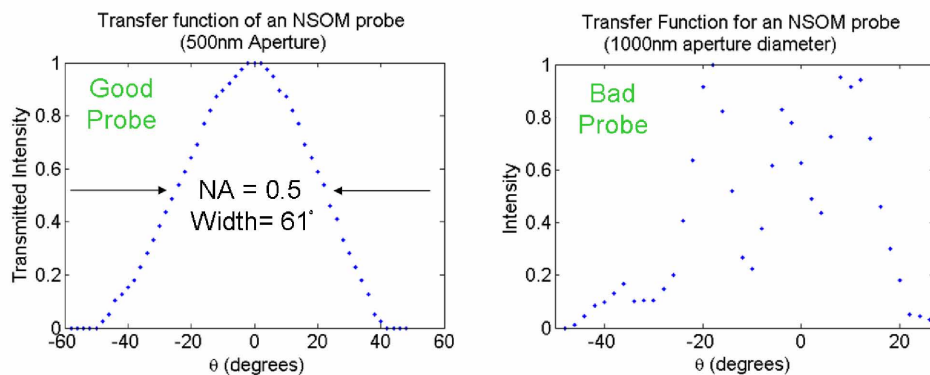 Transfer function of an NSOM probe
(500nm Aperture)
Good
Probe
NA = 0.5
Width= 61°
Transmitted Intensity
1
0.8
0.6
0.4
0.2
0
-60
-40
-20
0
20
40
60
θ (degrees)
Transfer Function for an NSOM probe
(1000nm aperture diameter)
Bad
Probe
Intensity
1
0.8
0.6
0.4
0.2
0
-40
-20
0
20
θ (degrees)